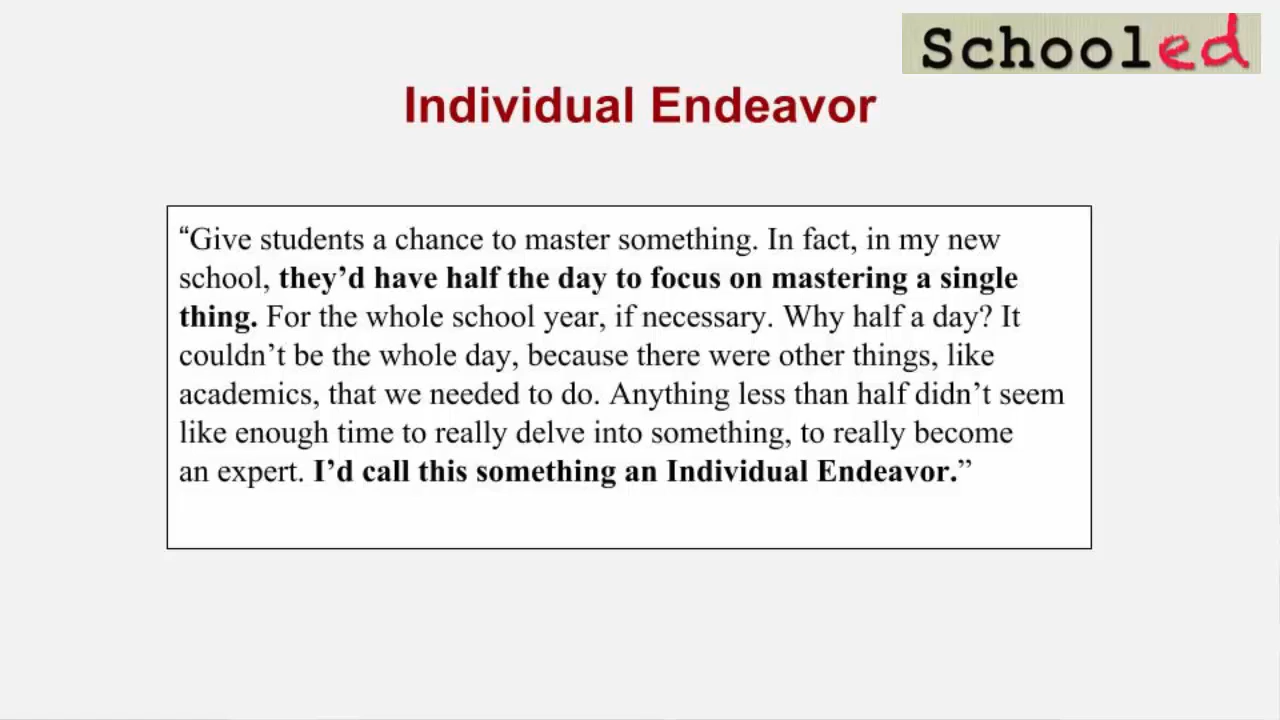 Schooled
Individual Endeavor
“Give students a chance to master something. In fact, in my new
school, they’d have half the day to focus on mastering a single
thing. For the whole school year, if necessary. Why half a day? It
couldn’t be the whole day, because there were other things, like
academics, that we needed to do. Anything less than half didn’t seem
like enough time to really delve into something, to really become
an expert. I’d call this something an Individual Endeavor.”